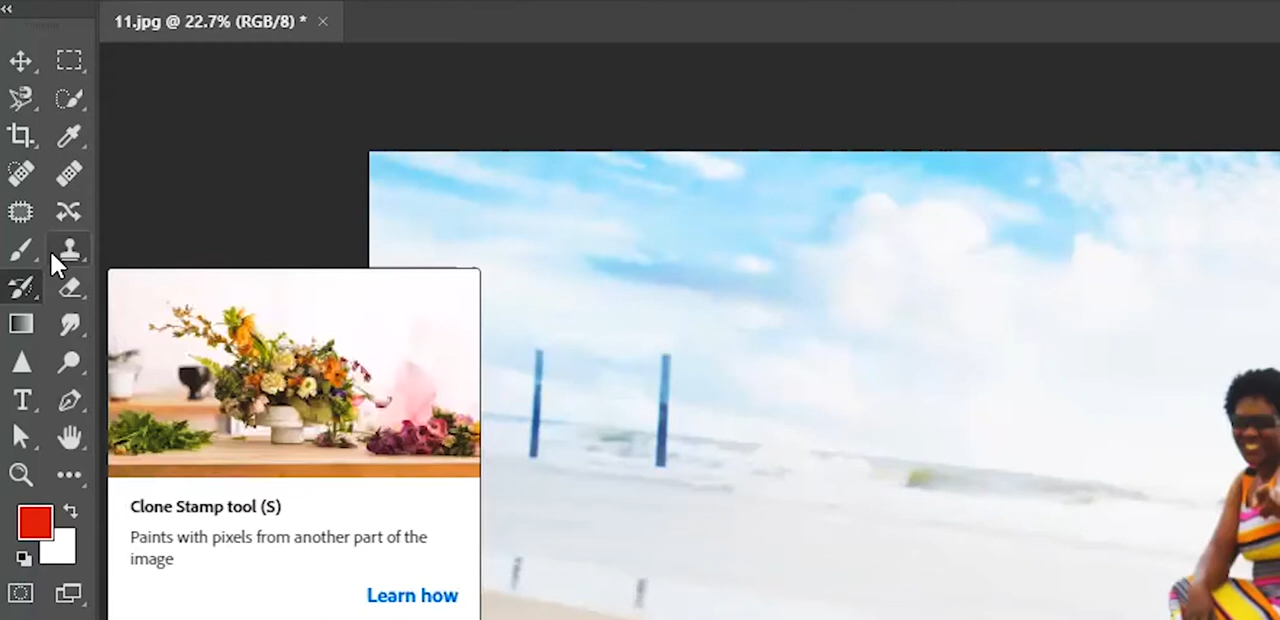 11.jpg @ 22.7% (RGB/8) *
Clone Stamp tool (S)
Paints with pixels from another part of the
image
Learn how